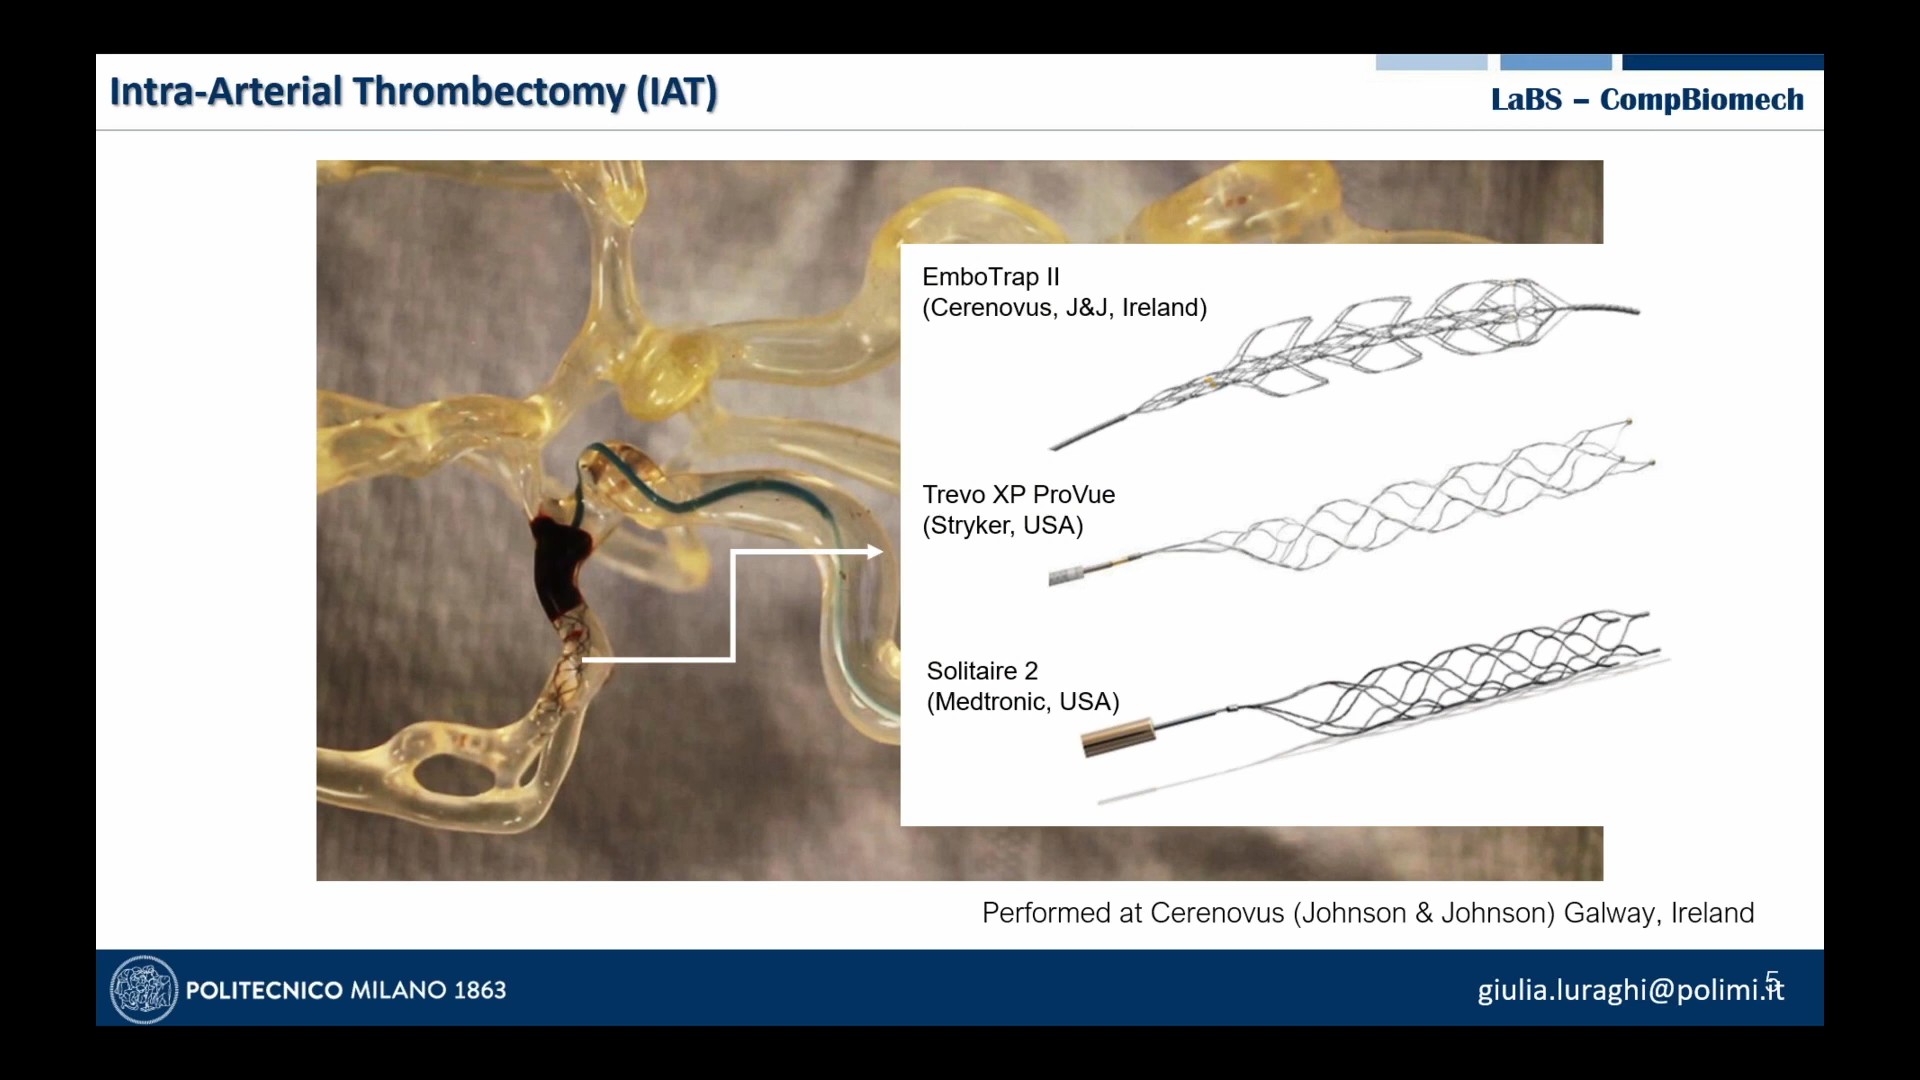 Intra-Arterial Thrombectomy (IAT)
LaBS – CompBiomech
EmboTrap II
(Cerenovus, J&J, Ireland)
Trevo XP ProVue
(Stryker, USA)
Solitaire 2
(Medtronic, USA)
Performed at Cerenovus (Johnson & Johnson) Galway, Ireland
POLITECNICO MILANO 1863
giulia.luraghi@polimi.it
5